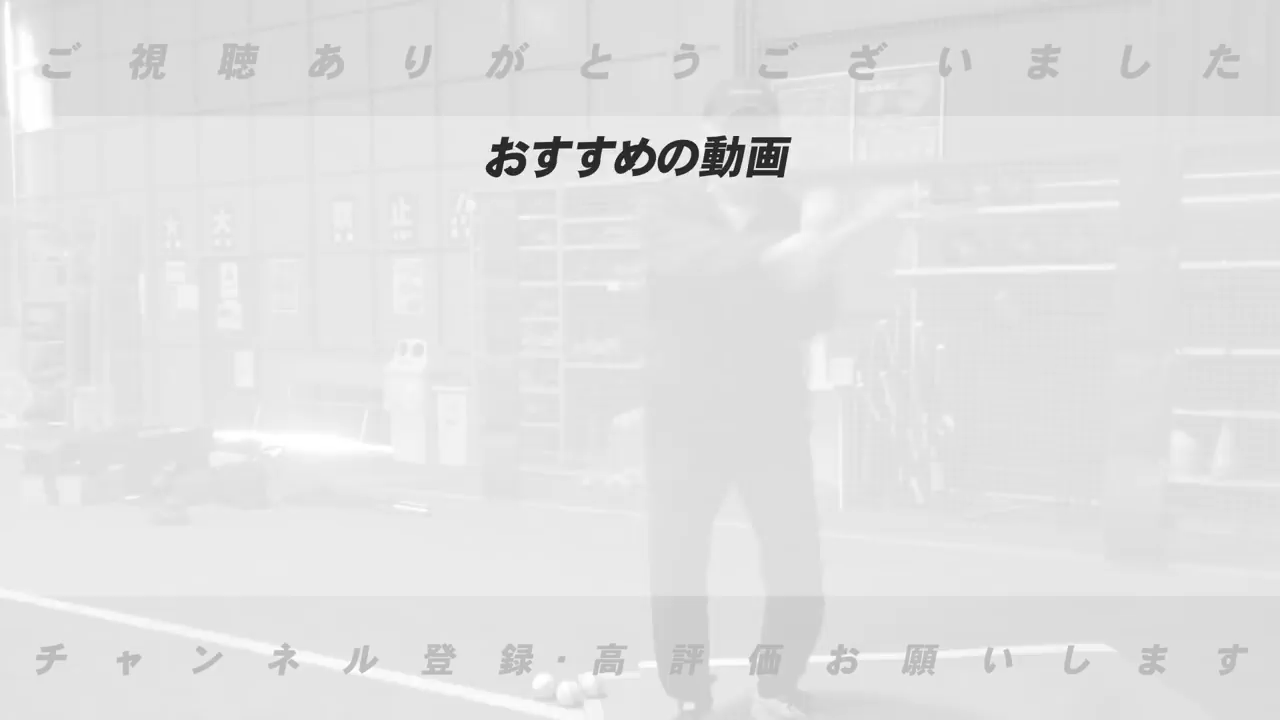 ご視聴ありがとうございました
おすすめの動画
チャンネル登録・高評価お願いします